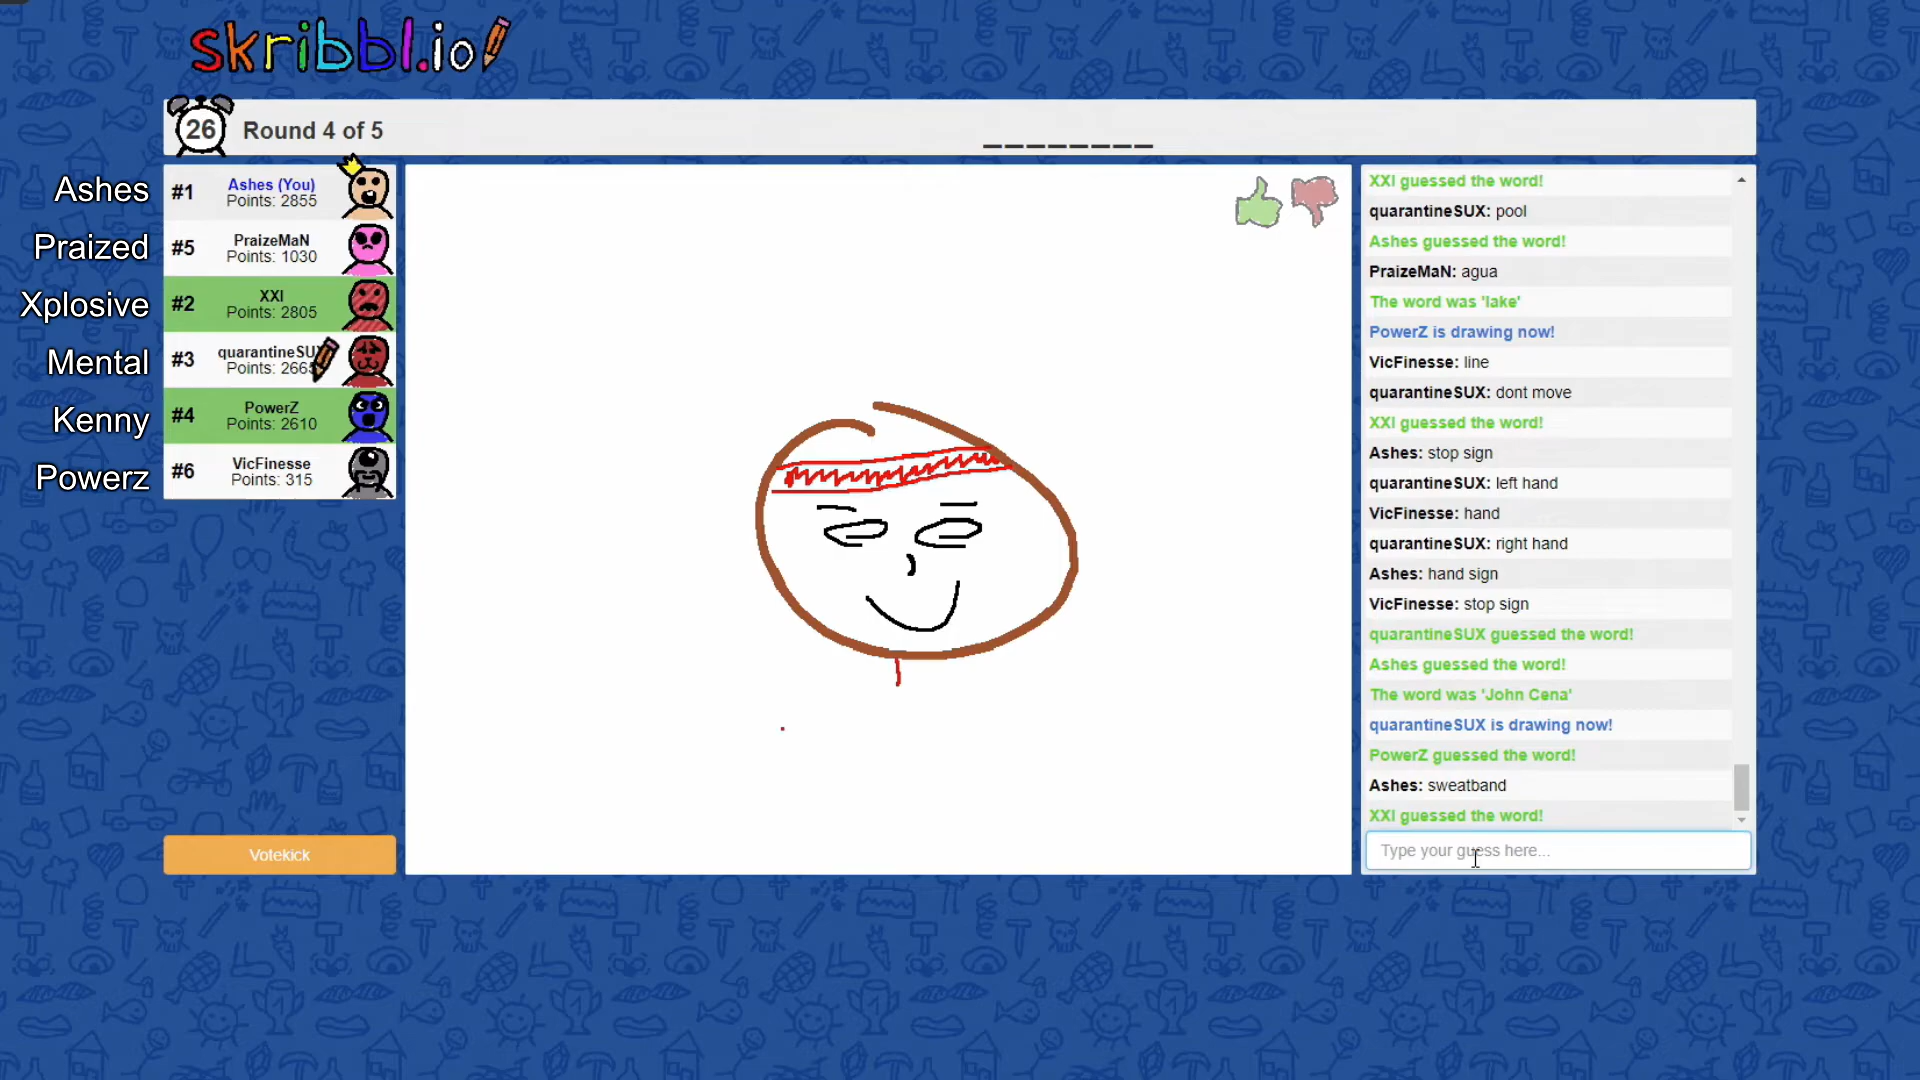 skribbl.io
26
Round 4 of 5
________
Ashes
#1
Ashes (You)
Points: 2855
Praized
#5
PraizeMaN
Points: 1030
Xplosive
#2
XXI
Points: 2805
Mental
#3
quarantineSU
Points: 2665
Kenny
#4
PowerZ
Points: 2610
Powerz
#6
VicFinesse
Points: 315
Votekick
XXI guessed the word!
quarantineSUX: pool
Ashes guessed the word!
PraizeMaN: agua
The word was 'lake'
PowerZ is drawing now!
VicFinesse: line
quarantineSUX: dont move
XXI guessed the word!
Ashes: stop sign
quarantineSUX: left hand
VicFinesse: hand
quarantineSUX: right hand
Ashes: hand sign
VicFinesse: stop sign
quarantineSUX guessed the word!
Ashes guessed the word!
The word was 'John Cena'
quarantineSUX is drawing now!
PowerZ guessed the word!
Ashes: sweatband
XXI guessed the word!
Type your guess here...